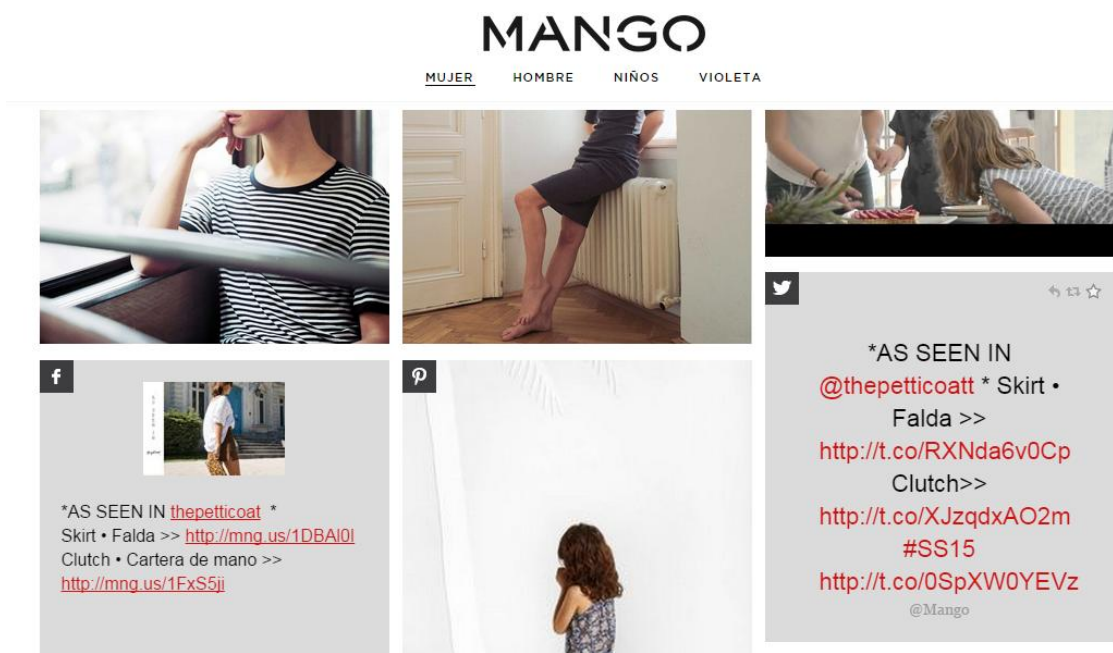 MANGO
MUJER HOMBRE NIÑOS VIOLETA
*AS SEEN IN thepetticoat *
Skirt • Falda >> http://mng.us/1DBAl0I
Clutch • Cartera de mano >>
http://mng.us/1FxS5ji
*AS SEEN IN
@thepetticoatt * Skirt •
Falda >>
http://t.co/RXNda6v0Cp
Clutch>>
http://t.co/XJzqdxAO2m
#SS15
http://t.co/0SpXW0YEVz
@Mango